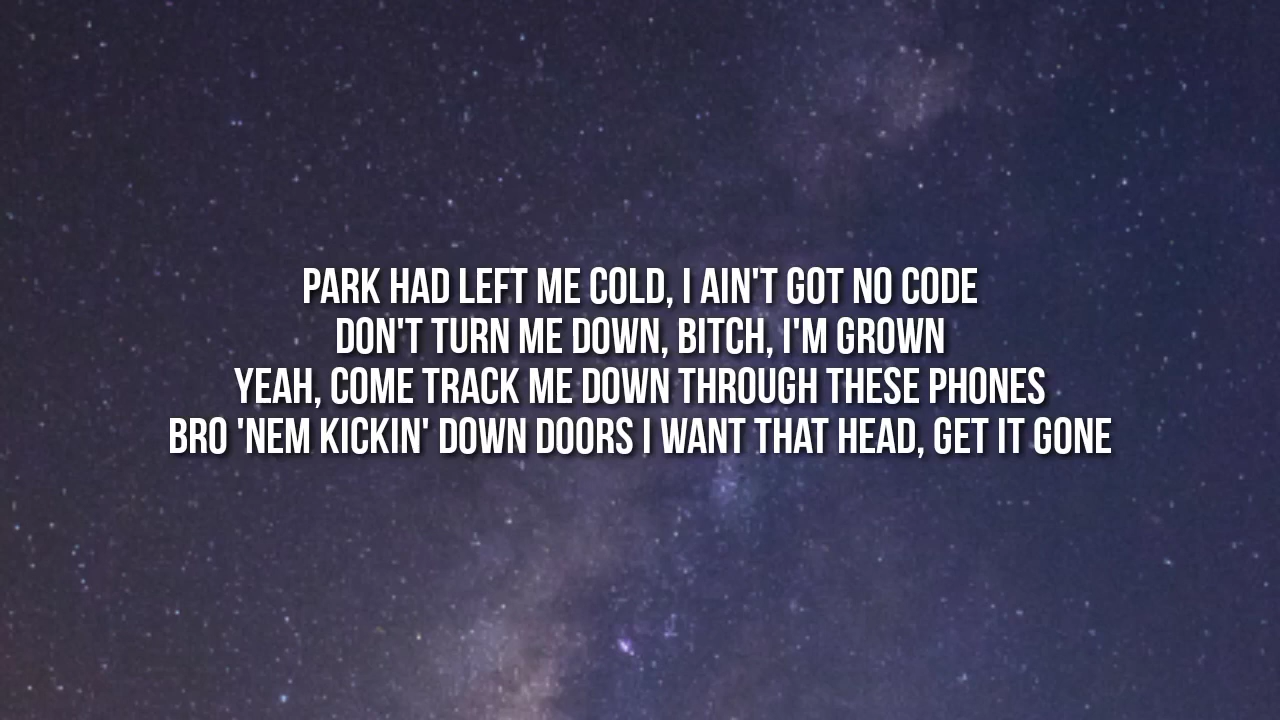 PARK HAD LEFT ME COLD, I AIN'T GOT NO CODE
DON'T TURN ME DOWN, BITCH, I'M GROWN
YEAH, COME TRACK ME DOWN THROUGH THESE PHONES
BRO 'NEM KICKIN' DOWN DOORS I WANT THAT HEAD, GET IT GONE